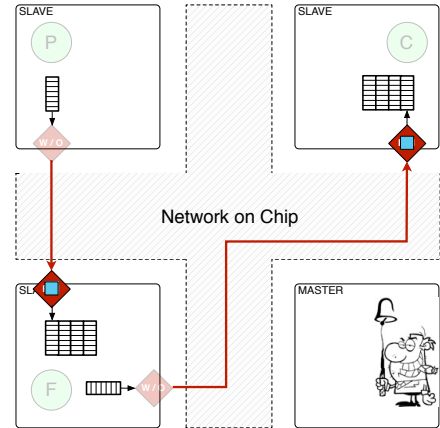 SLAVE
P
W / O
SLAVE
C
Network on Chip
F
W / O
MASTER